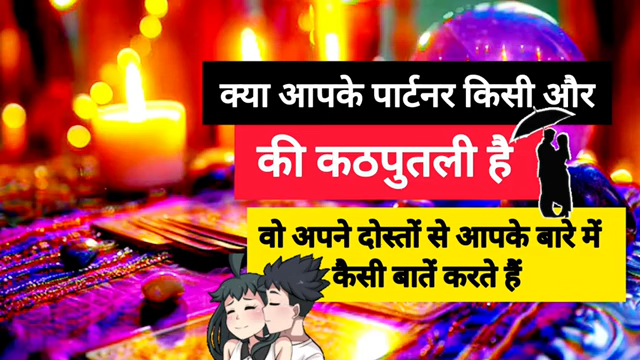 क्या आपके पार्टनर किसी और
की कठपुतली है
वो अपने दोस्तों से आपके बारे में
कैसी बातें करते हैं